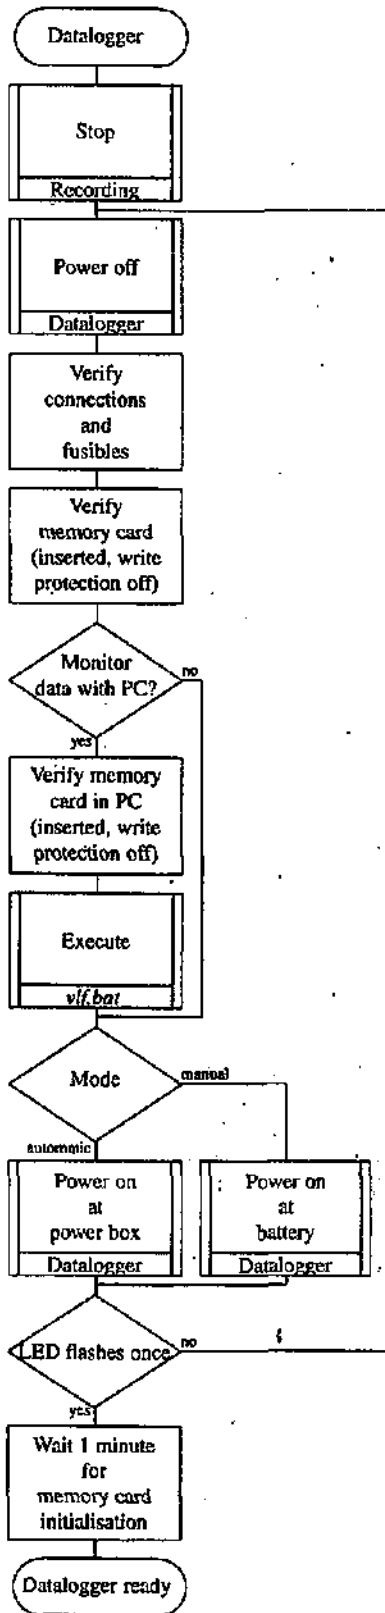 Datalogger
Stop
Recording
Power off
Datalogger
Verify
connections
and
fusibles
Verify
memory card
(inserted, write
protection off)
Monitor
data with PC?
no
yes
Verify memory
card in PC
(inserted, write
protection off)
Execute
vlf.bat
Mode
manual
autommic
Power on
at
power box
Datalogger
Power on
at
battery
Datalogger
LED flashes once
no
yes
Wait 1 minute
for
memory card
initialisation
Datalogger ready